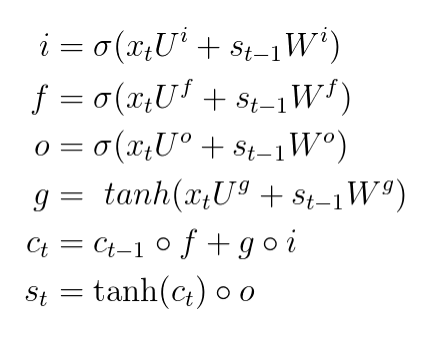 i = σ(x_t U^i + s_{t−1} W^i)
f = σ(x_t U^f + s_{t−1} W^f)
o = σ(x_t U^o + s_{t−1} W^o)
g = tanh(x_t U^g + s_{t−1} W^g)
c_t = c_{t−1} ∘ f + g ∘ i
s_t = tanh(c_t) ∘ o